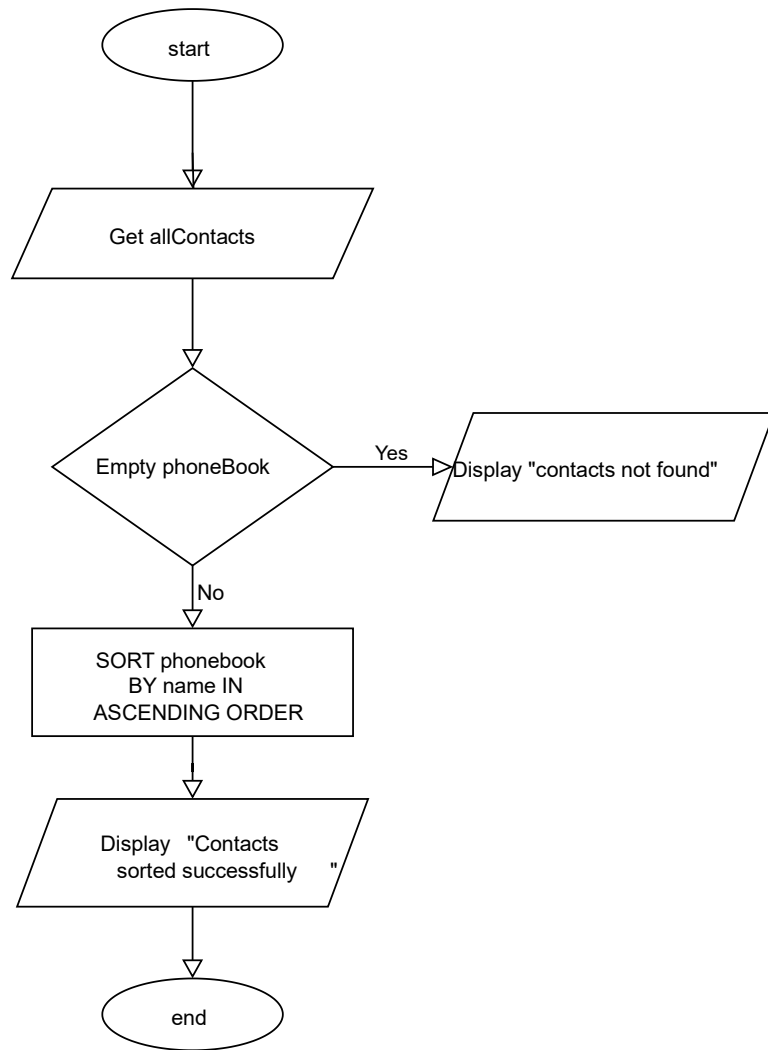 start
Get allContacts
Empty phoneBook
Yes
Display "contacts not found"
No
SORT phonebook
BY name IN
ASCENDING ORDER
Display "Contacts
sorted successfully "
end